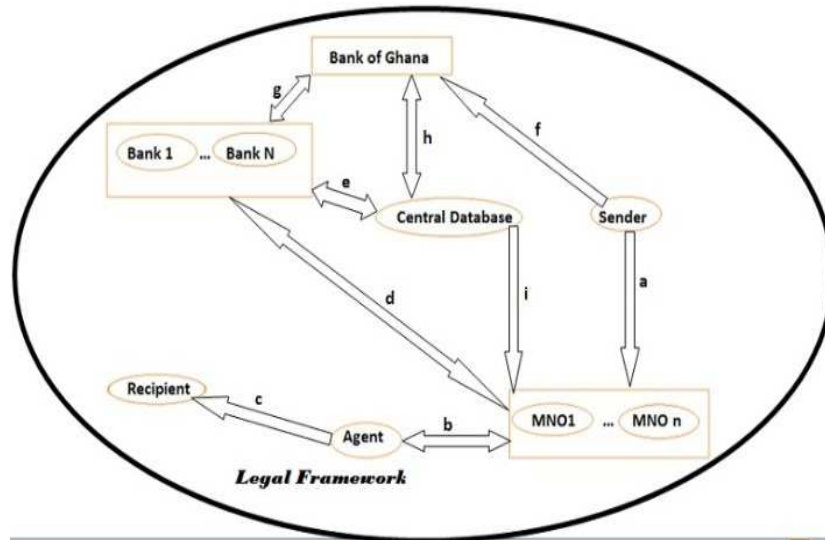 Bank of Ghana
g
f
h
Bank 1 ... Bank N
e
Central Database
Sender
d
i
a
Recipient
c
b
MNO1 ... MNO n
Agent
Legal Framework